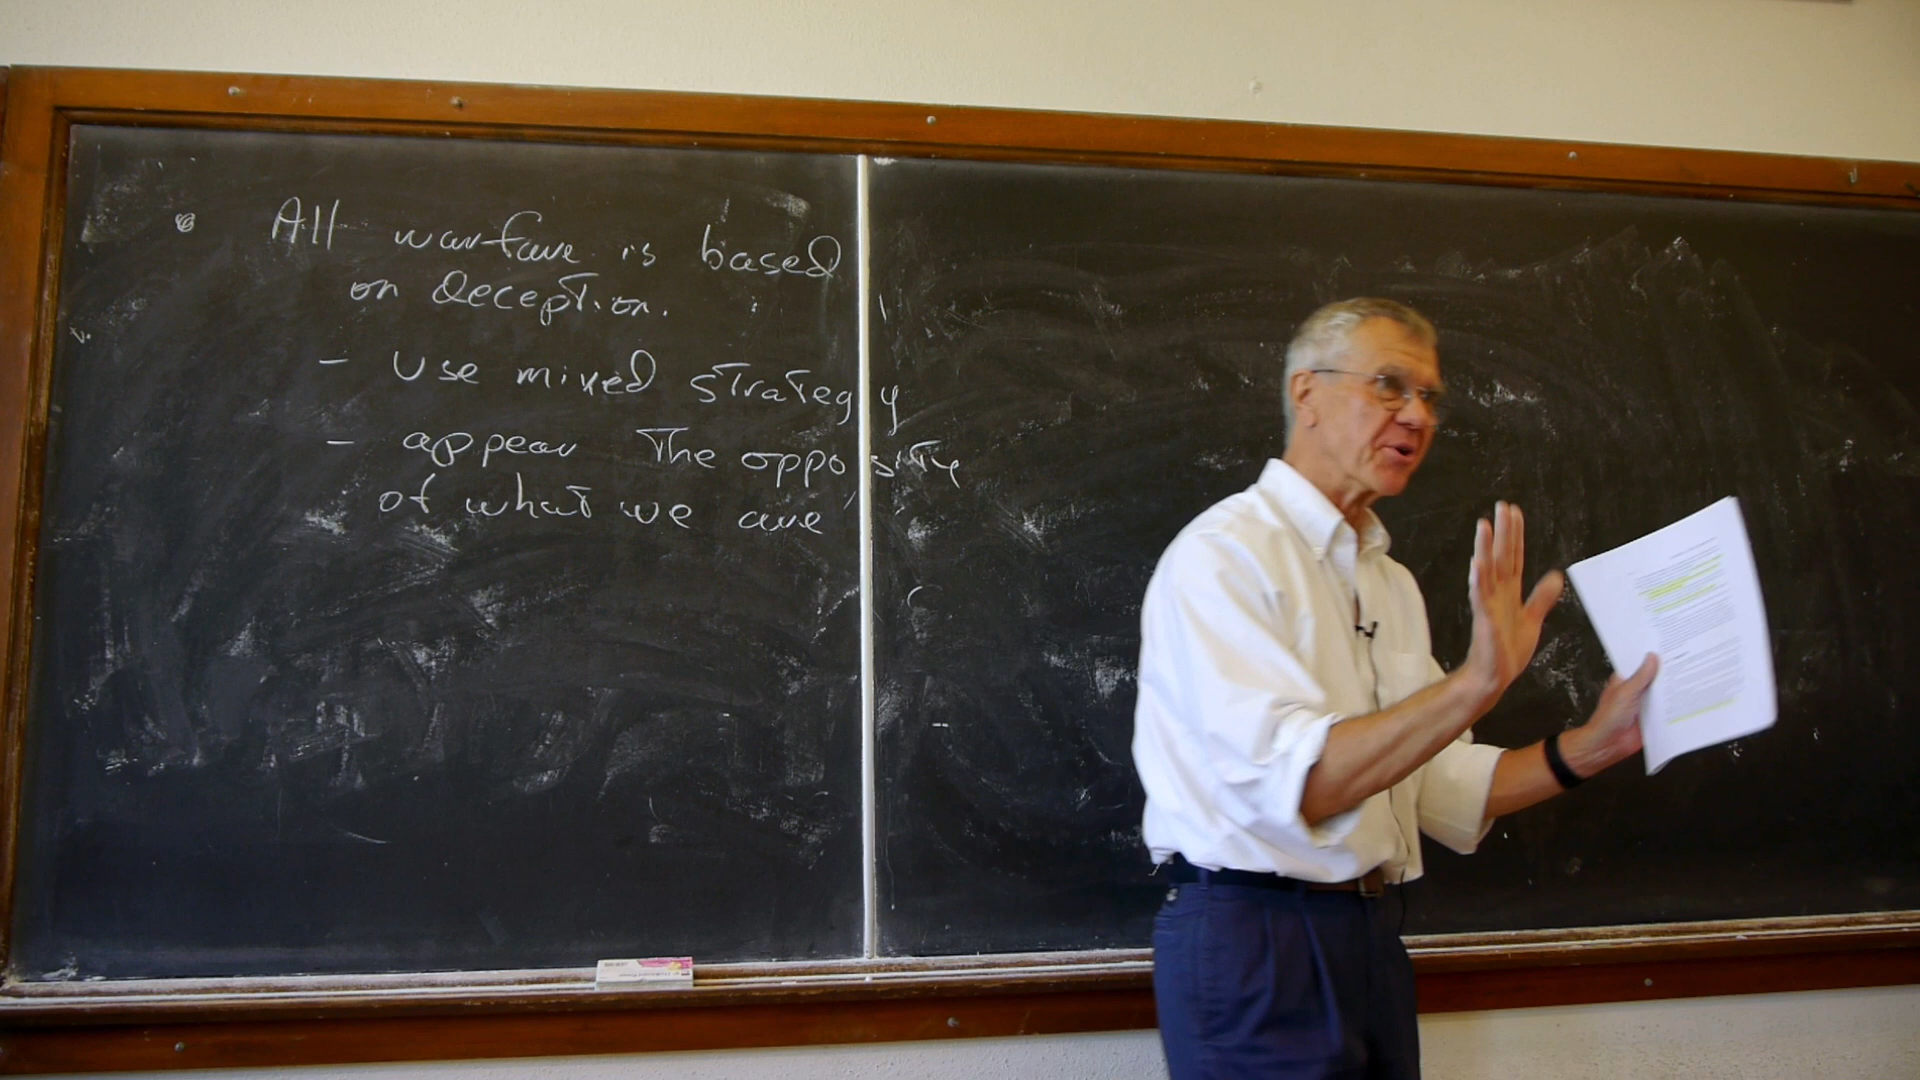 All warfare is based
on deception.
- Use mixed strategy
- appear the opposite
of what we are